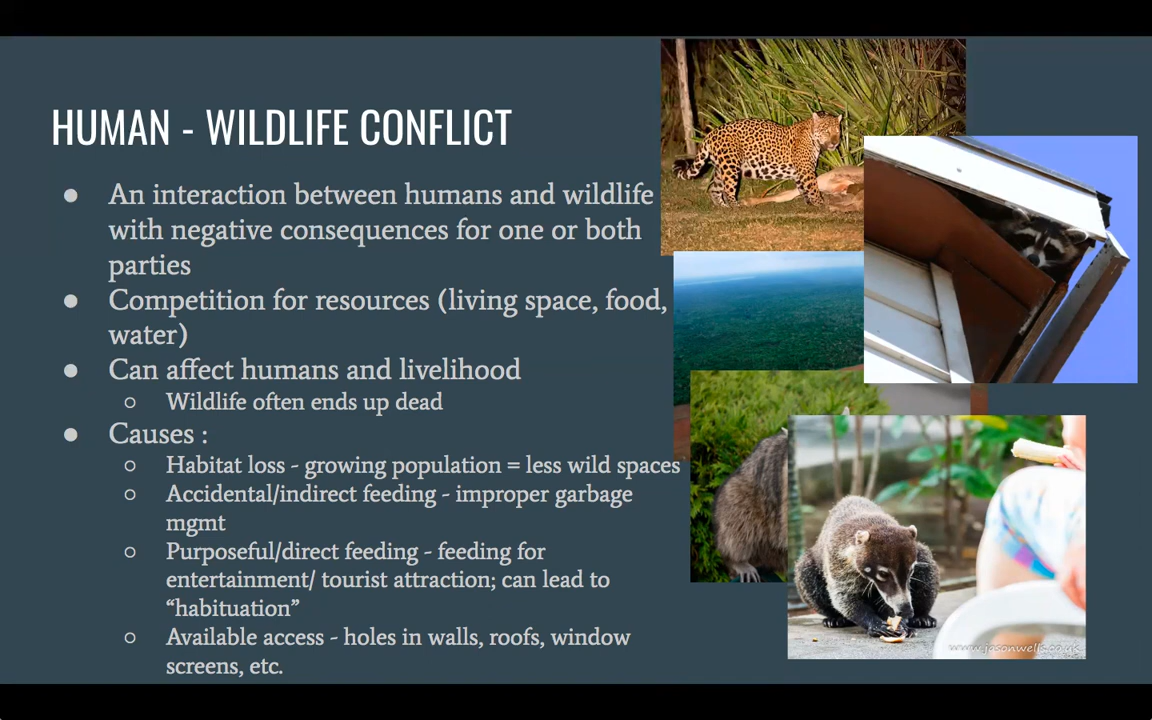 HUMAN - WILDLIFE CONFLICT
● An interaction between humans and wildlife
with negative consequences for one or both
parties
● Competition for resources (living space, food,
water)
● Can affect humans and livelihood
○ Wildlife often ends up dead
● Causes :
○ Habitat loss - growing population = less wild spaces
○ Accidental/indirect feeding - improper garbage
mgmt
○ Purposeful/direct feeding - feeding for
entertainment/ tourist attraction; can lead to
“habituation”
○ Available access - holes in walls, roofs, window
screens, etc.
www.jasonwells.co.uk